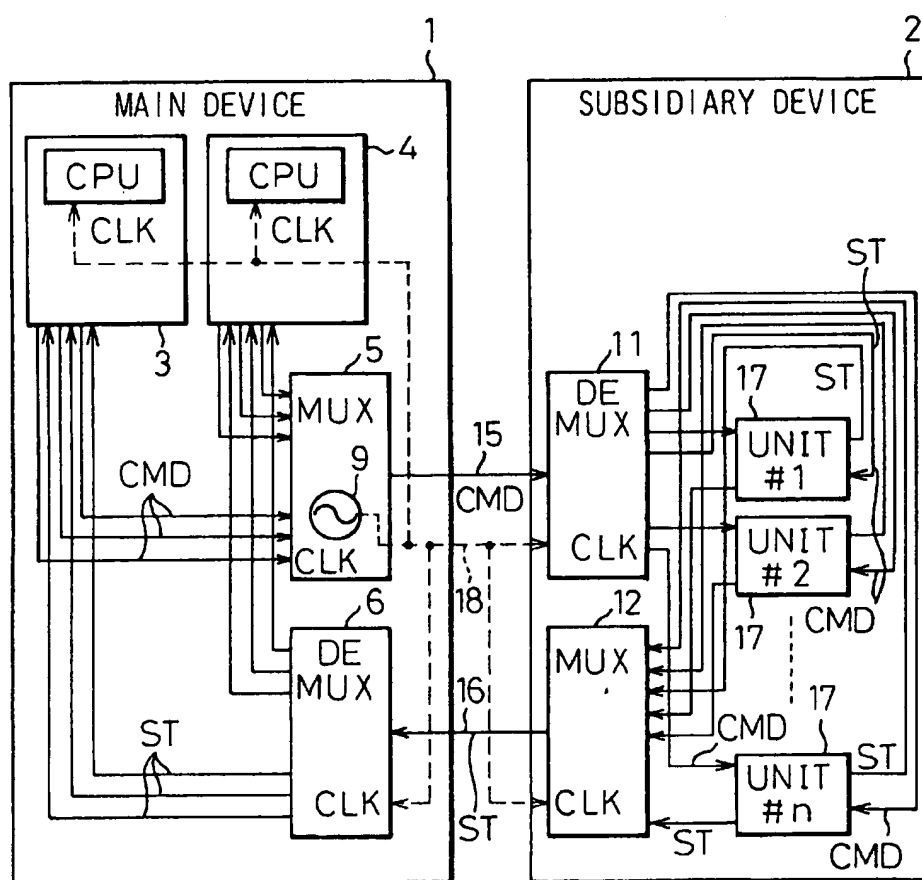 1
2
MAIN DEVICE
SUBSIDIARY DEVICE
4
CPU
CPU
CLK
CLK
ST
3
5
11
ST
17
MUX
DE
MUX
UNIT
#1
15
9
CMD
CMD
UNIT
#2
CLK
CLK
18
17
CMD
6
12
DE
MUX
MUX
16
17
ST
CMD
ST
UNIT
#n
CLK
CLK
ST
ST
CMD